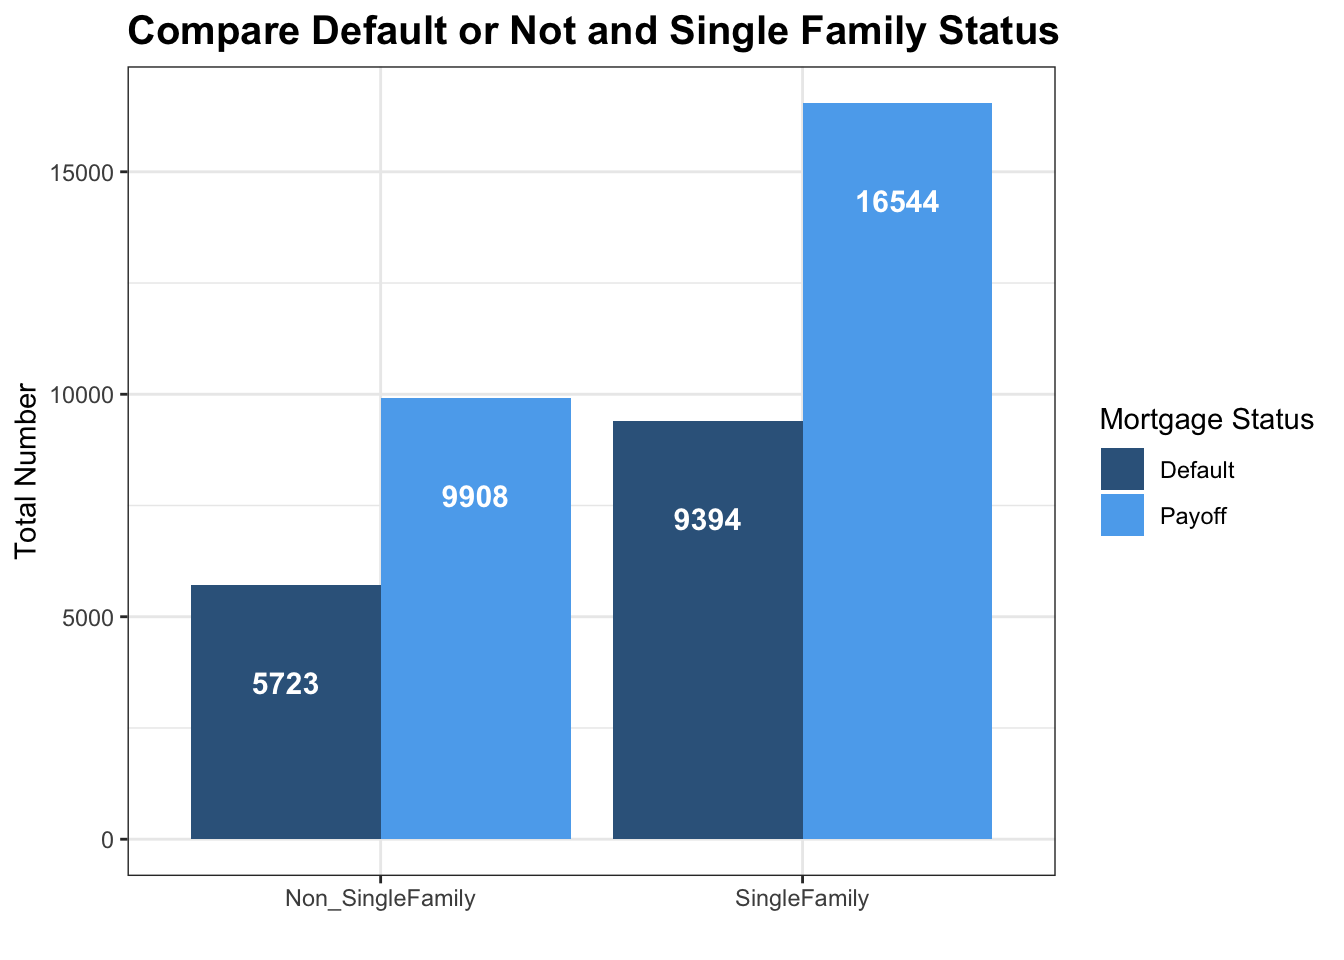 Compare Default or Not and Single Family Status
Total Number
15000
10000
5000
0
16544
9908
9394
5723
Non_SingleFamily
SingleFamily
Mortgage Status
Default
Payoff